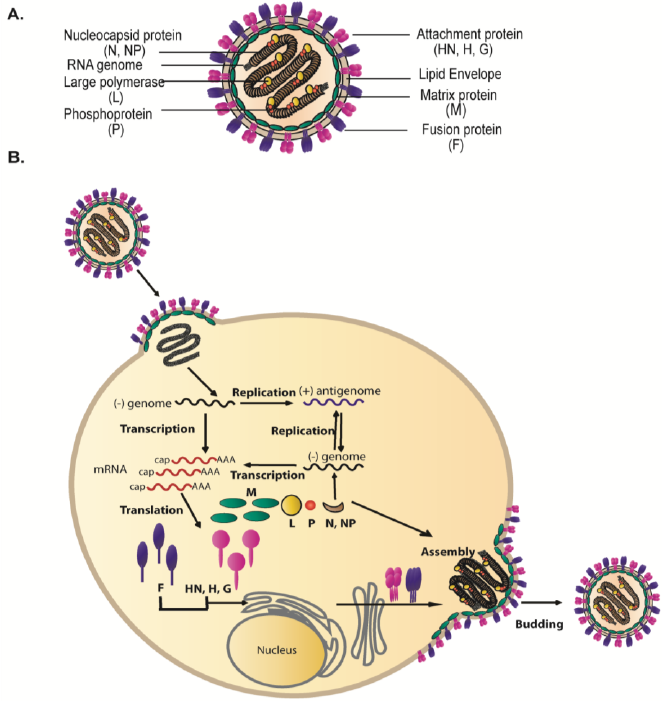 A.
Nucleocapsid protein
(N, NP)
RNA genome
Large polymerase
(L)
Phosphoprotein
(P)
Attachment protein
(HN, H, G)
Lipid Envelope
Matrix protein
(M)
Fusion protein
(F)
B.
(-) genome
Replication
(+) antigenome
Transcription
Replication
(-) genome
mRNA
cap AAA
cap AAA
cap AAA
Transcription
Translation
M
L
P
N, NP
Assembly
F
HN, H, G
Nucleus
Budding